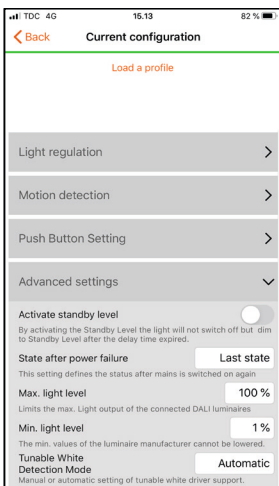 TDC 4G 15.13 82 %
Back Current configuration
Load a profile
Light regulation
Motion detection
Push Button Setting
Advanced settings
Activate standby level
By activating the Standby Level the light will not switch off but dim
to Standby Level after the delay time expired.
State after power failure Last state
This setting defines the status after mains is switched on again
Max. light level 100 %
Limits the max. Light output of the connected DALI luminaires
Min. light level 1 %
The min. values of the luminaire manufacturer cannot be lowered.
Tunable White
Detection Mode Automatic
Manual or automatic setting of tunable white driver support.